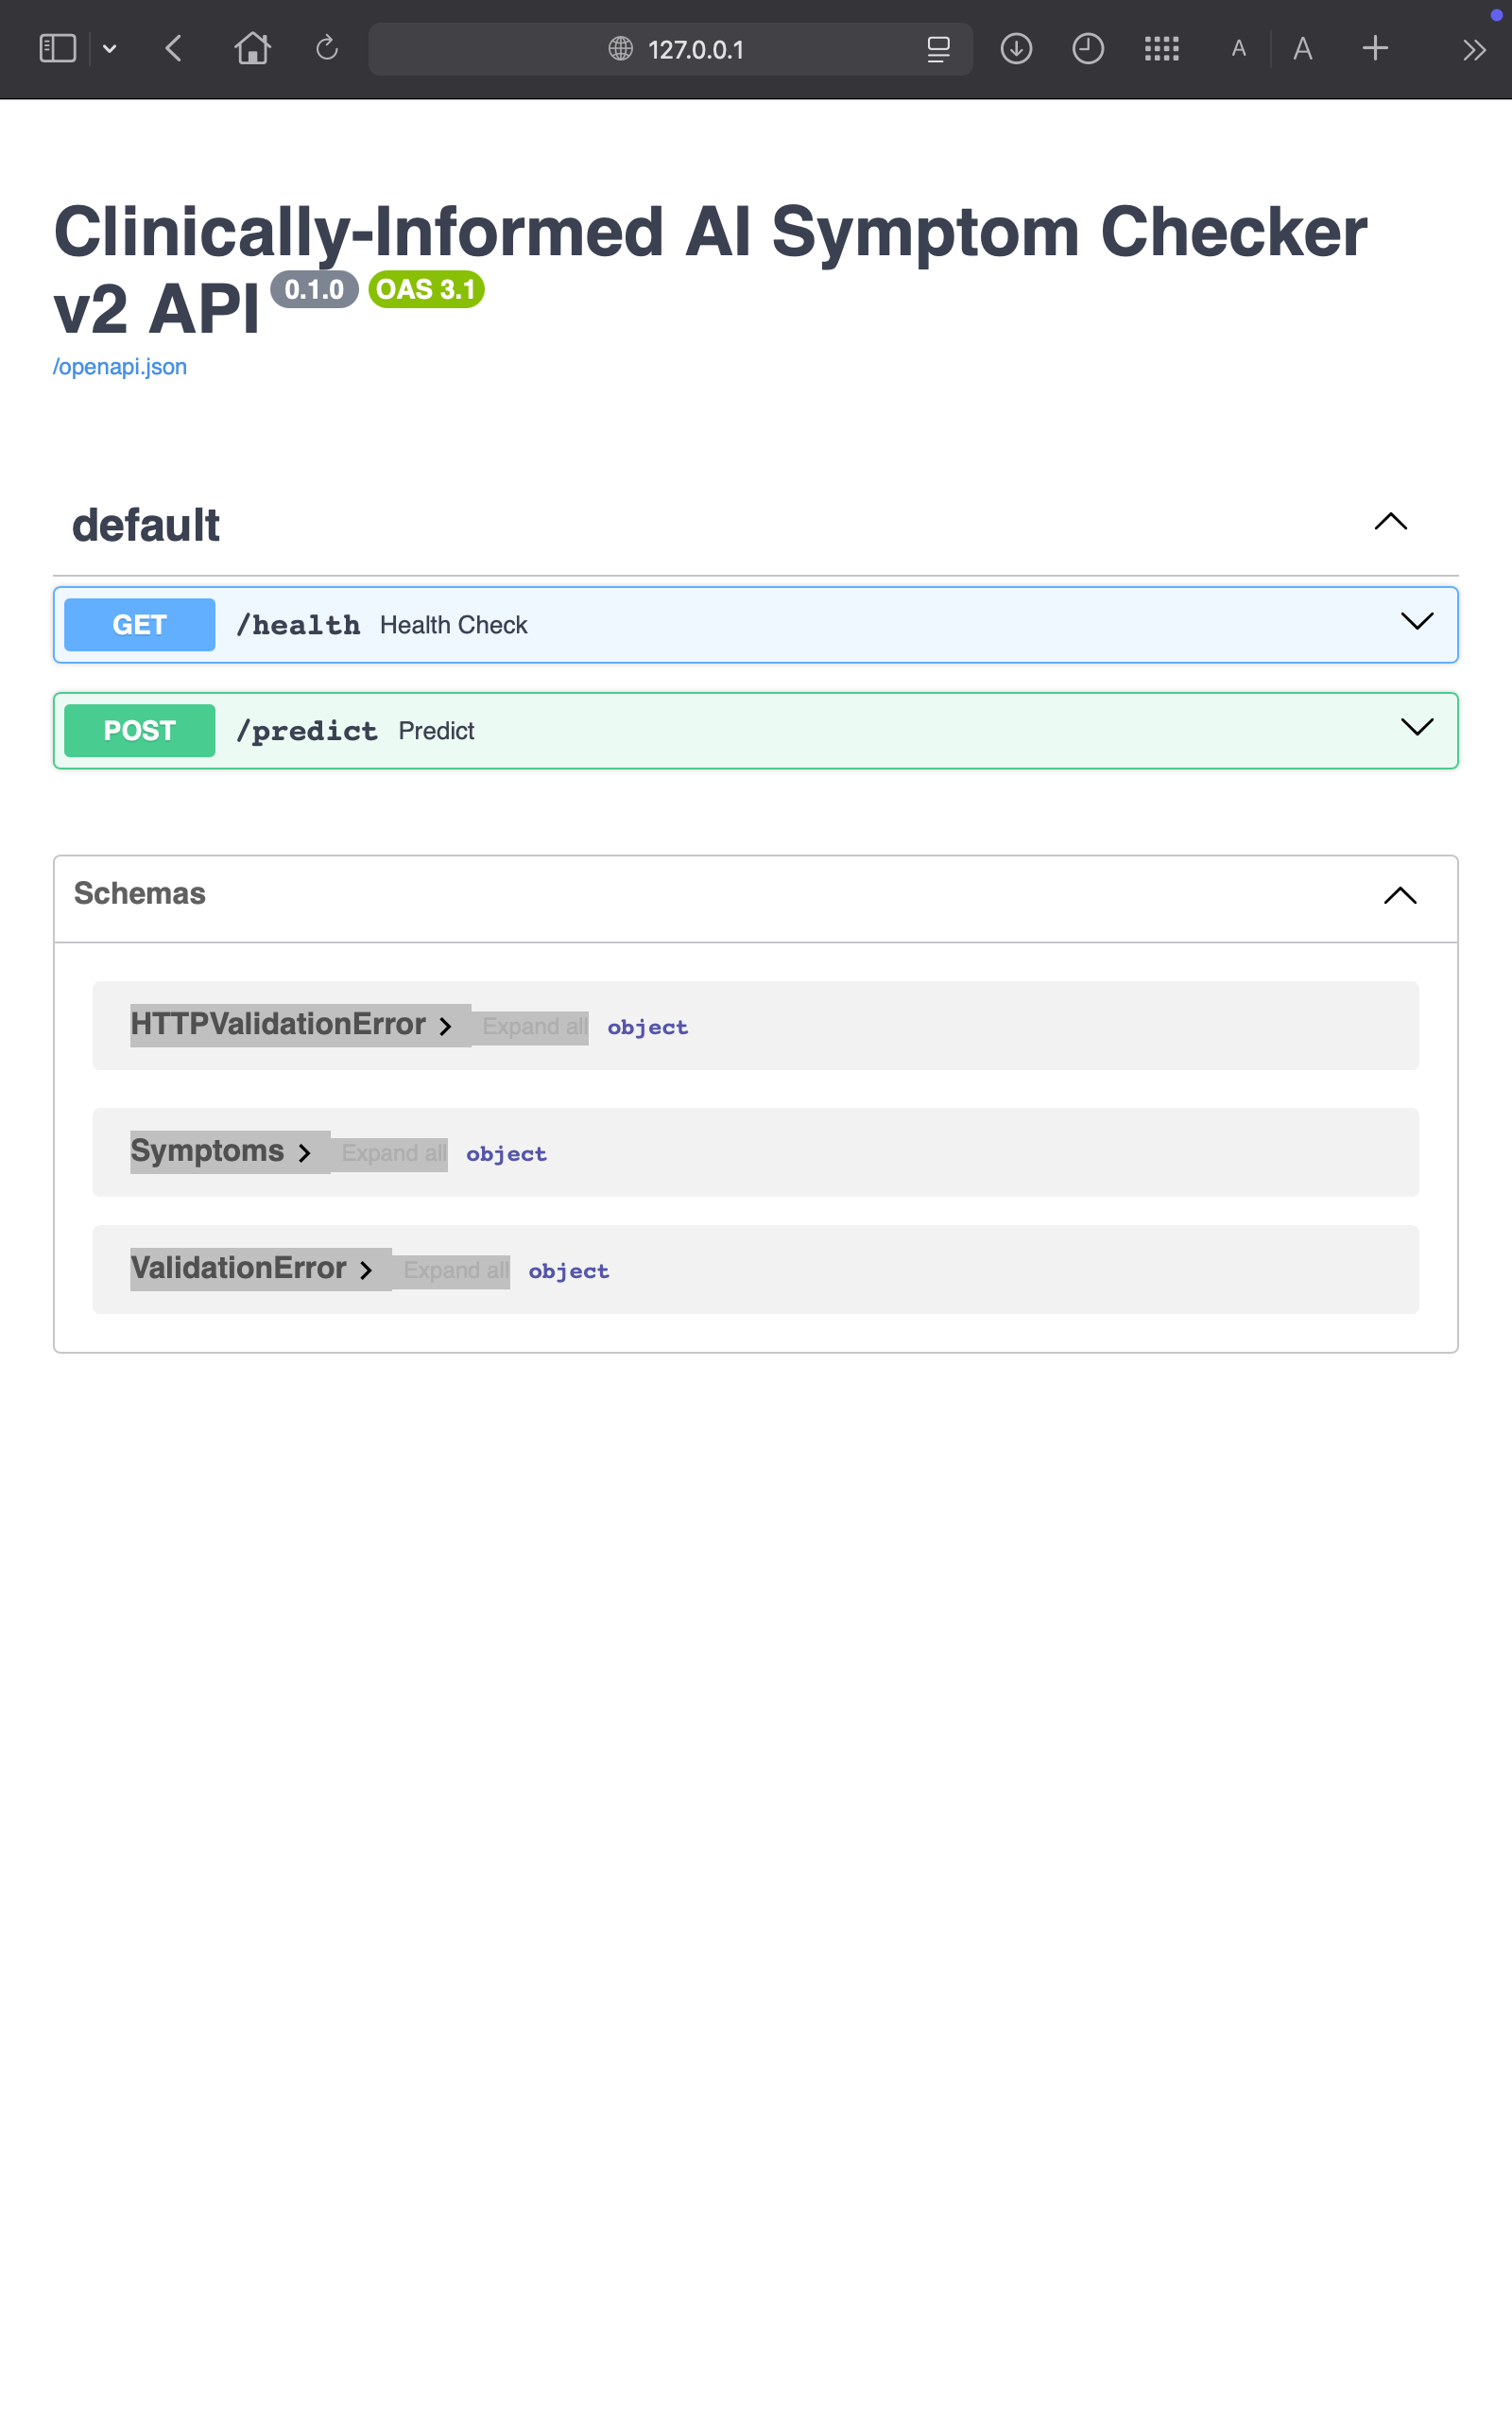 127.0.0.1
A A
Clinically-Informed AI Symptom Checker
v2 API 0.1.0 OAS 3.1
/openapi.json
default
GET /health Health Check
POST /predict Predict
Schemas
HTTPValidationError Expand all object
Symptoms Expand all object
ValidationError Expand all object